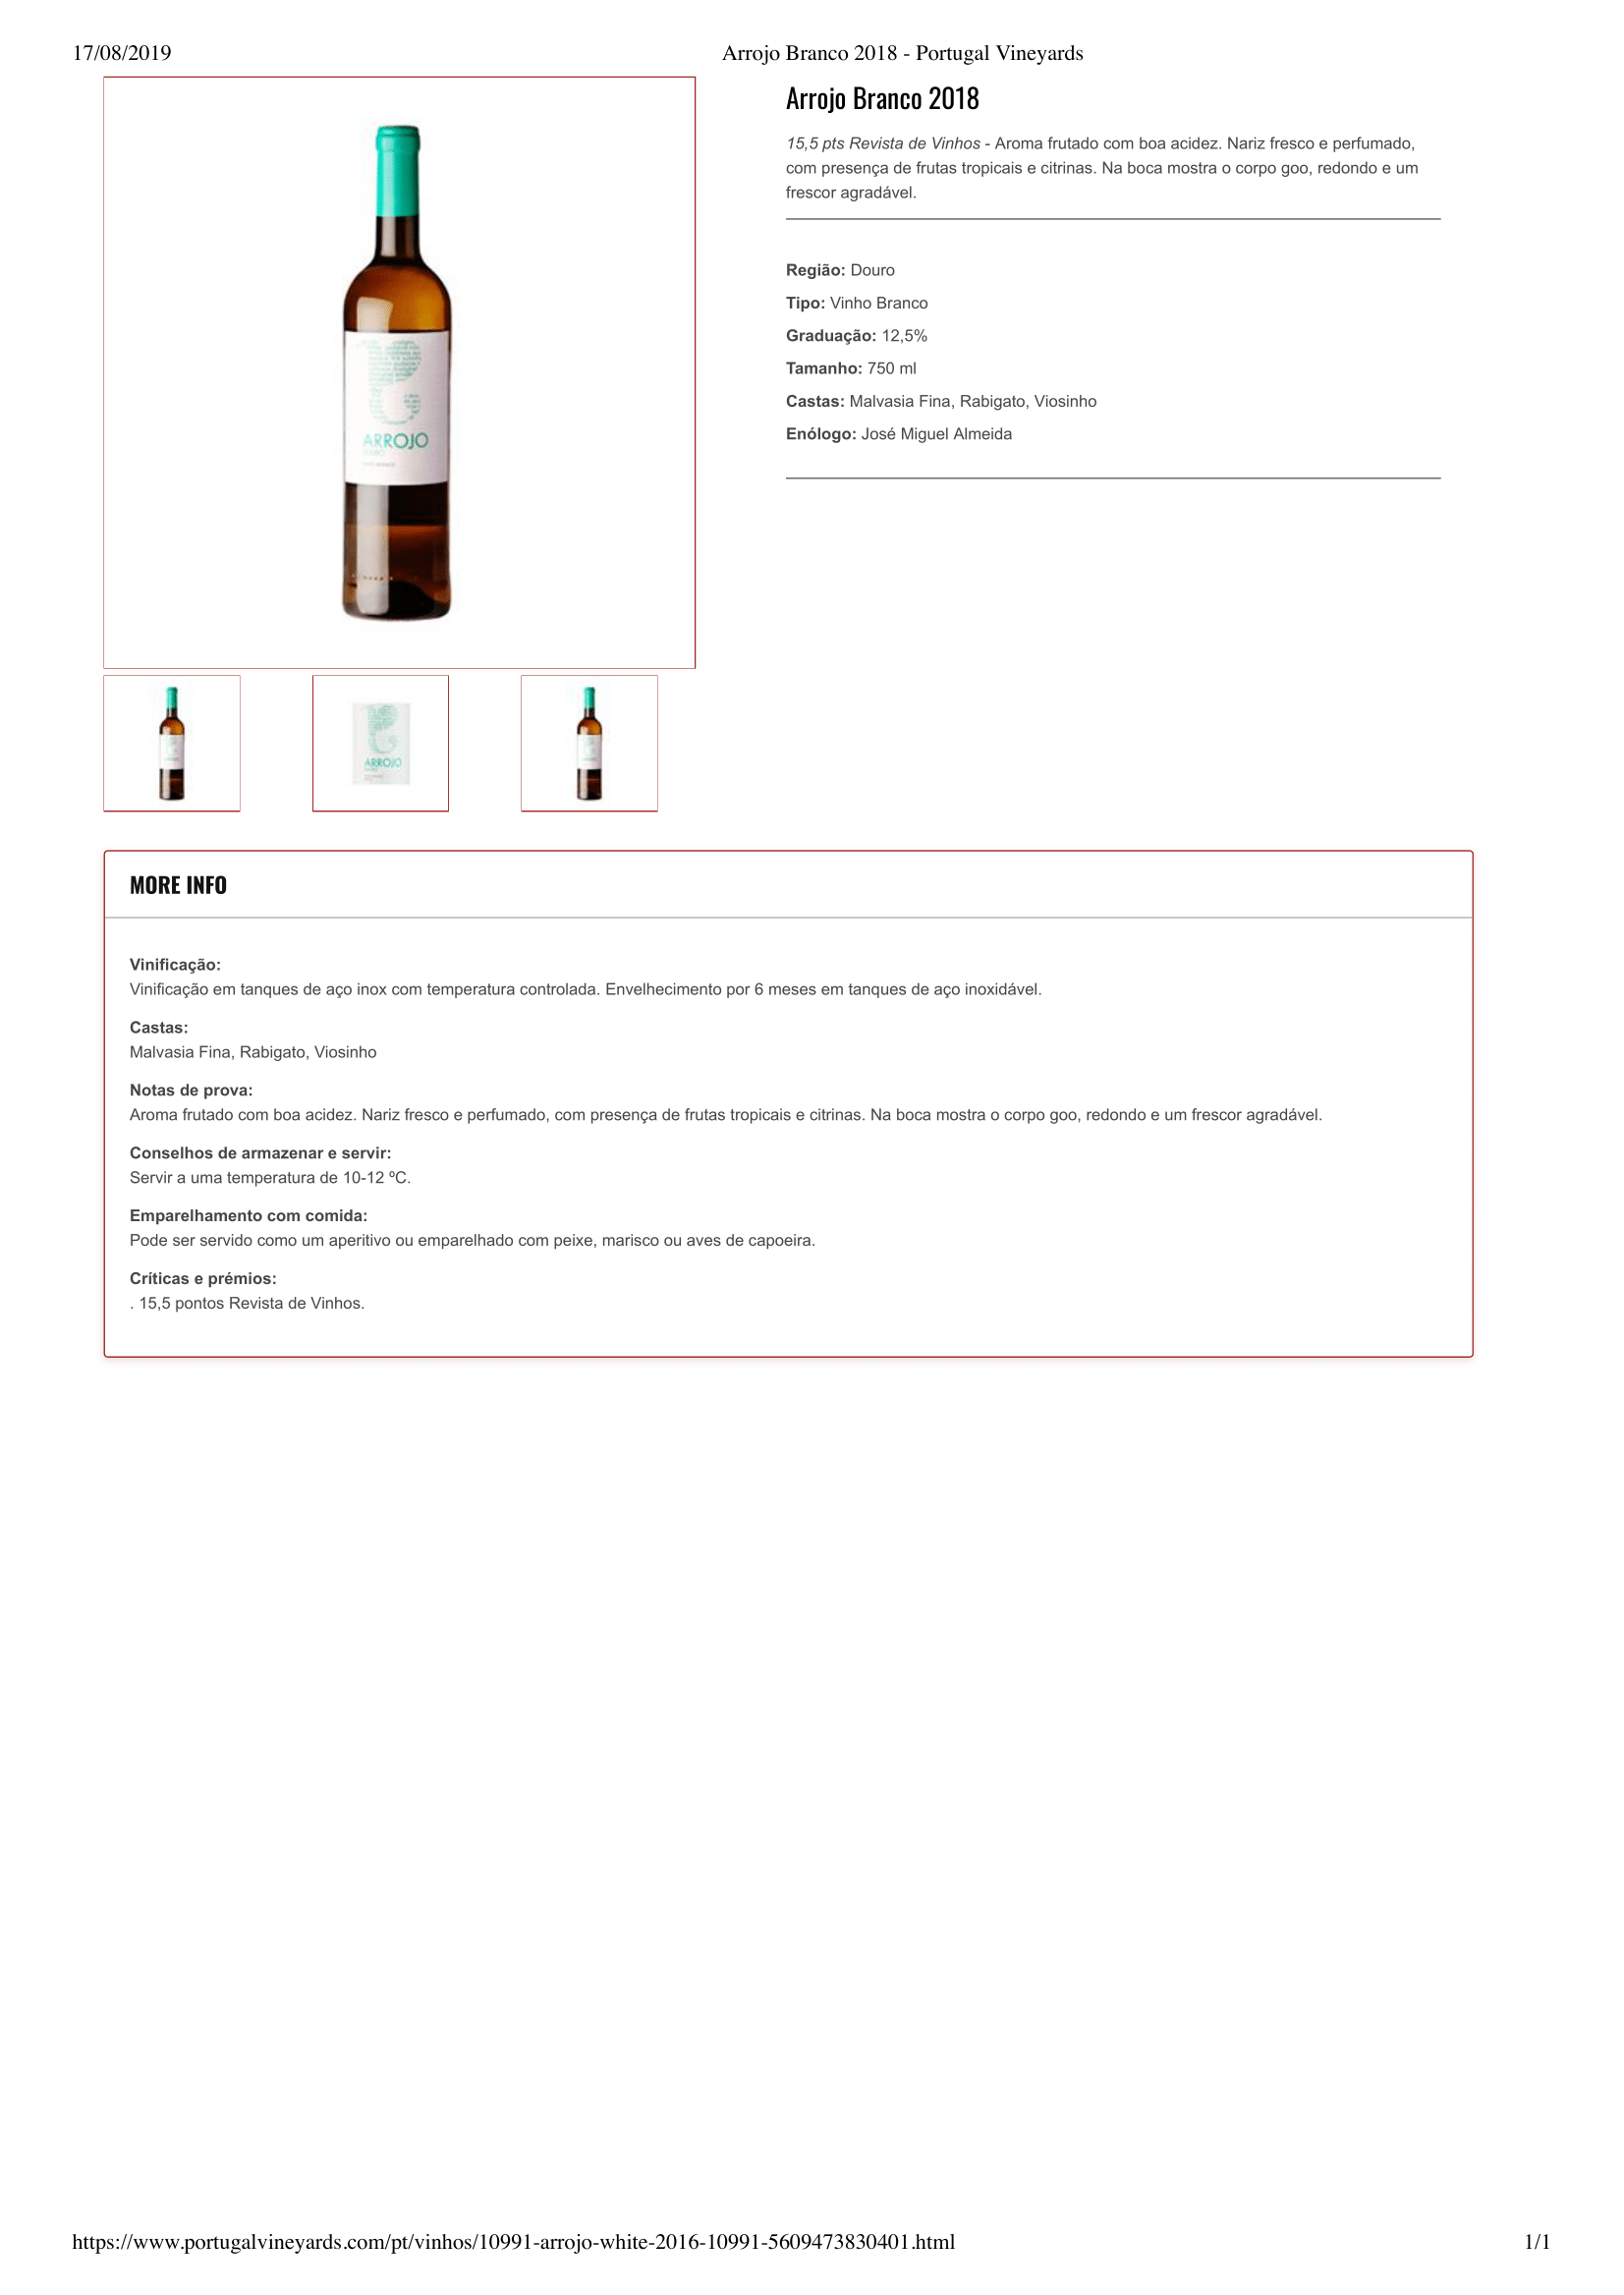 17/08/2019
Arrojo Branco 2018 - Portugal Vineyards
Arrojo Branco 2018
15,5 pts Revista de Vinhos - Aroma frutado com boa acidez. Nariz fresco e perfumado,
com presença de frutas tropicais e citrinas. Na boca mostra o corpo goo, redondo e um
frescor agradável.
Região: Douro
Tipo: Vinho Branco
Graduação: 12,5%
Tamanho: 750 ml
Castas: Malvasia Fina, Rabigato, Viosinho
Enólogo: José Miguel Almeida
ARROJO
ARROJO
MORE INFO
Vinificação:
Vinificação em tanques de aço inox com temperatura controlada. Envelhecimento por 6 meses em tanques de aço inoxidável.
Castas:
Malvasia Fina, Rabigato, Viosinho
Notas de prova:
Aroma frutado com boa acidez. Nariz fresco e perfumado, com presença de frutas tropicais e citrinas. Na boca mostra o corpo goo, redondo e um frescor agradável.
Conselhos de armazenar e servir:
Servir a uma temperatura de 10-12 ºC.
Emparelhamento com comida:
Pode ser servido como um aperitivo ou emparelhado com peixe, marisco ou aves de capoeira.
Críticas e prémios:
. 15,5 pontos Revista de Vinhos.
https://www.portugalvineyards.com/pt/vinhos/10991-arrojo-white-2016-10991-5609473830401.html
1/1